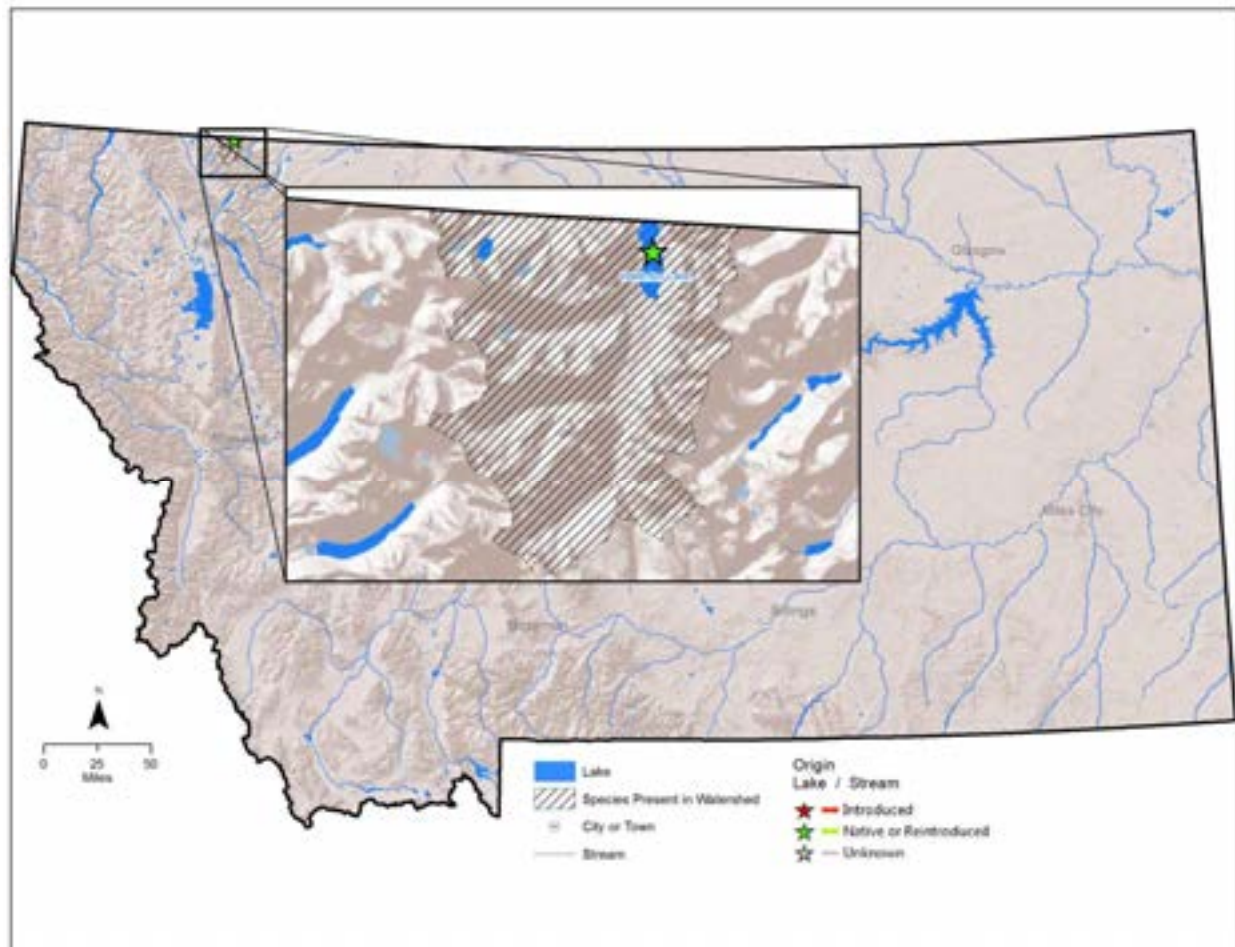 Glasgow
Miles City
Billings
Bozeman
N
0 25 50
Miles
Lake
Species Present in Watershed
City or Town
Stream
Origin
Lake / Stream
Introduced
Native or Reintroduced
Unknown